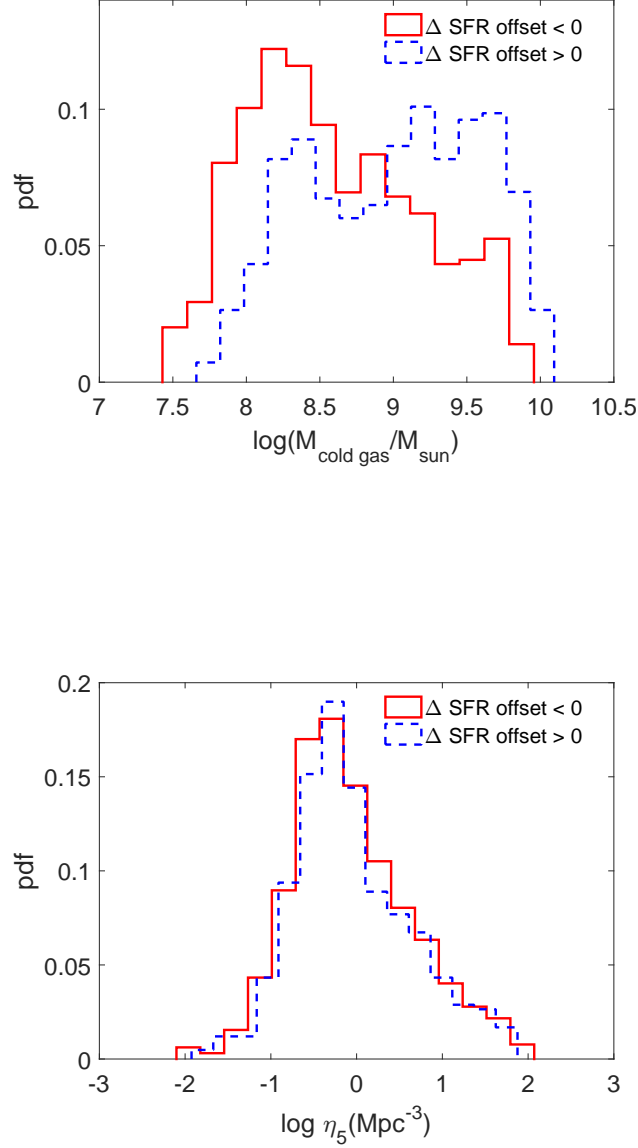 Δ SFR offset < 0
Δ SFR offset > 0
0.1
0.05
0
pdf
7 7.5 8 8.5 9 9.5 10 10.5
log(M_cold gas/M_sun)
0.2
Δ SFR offset < 0
Δ SFR offset > 0
0.15
0.1
0.05
0
pdf
-3 -2 -1 0 1 2 3
log η_5(Mpc^-3)